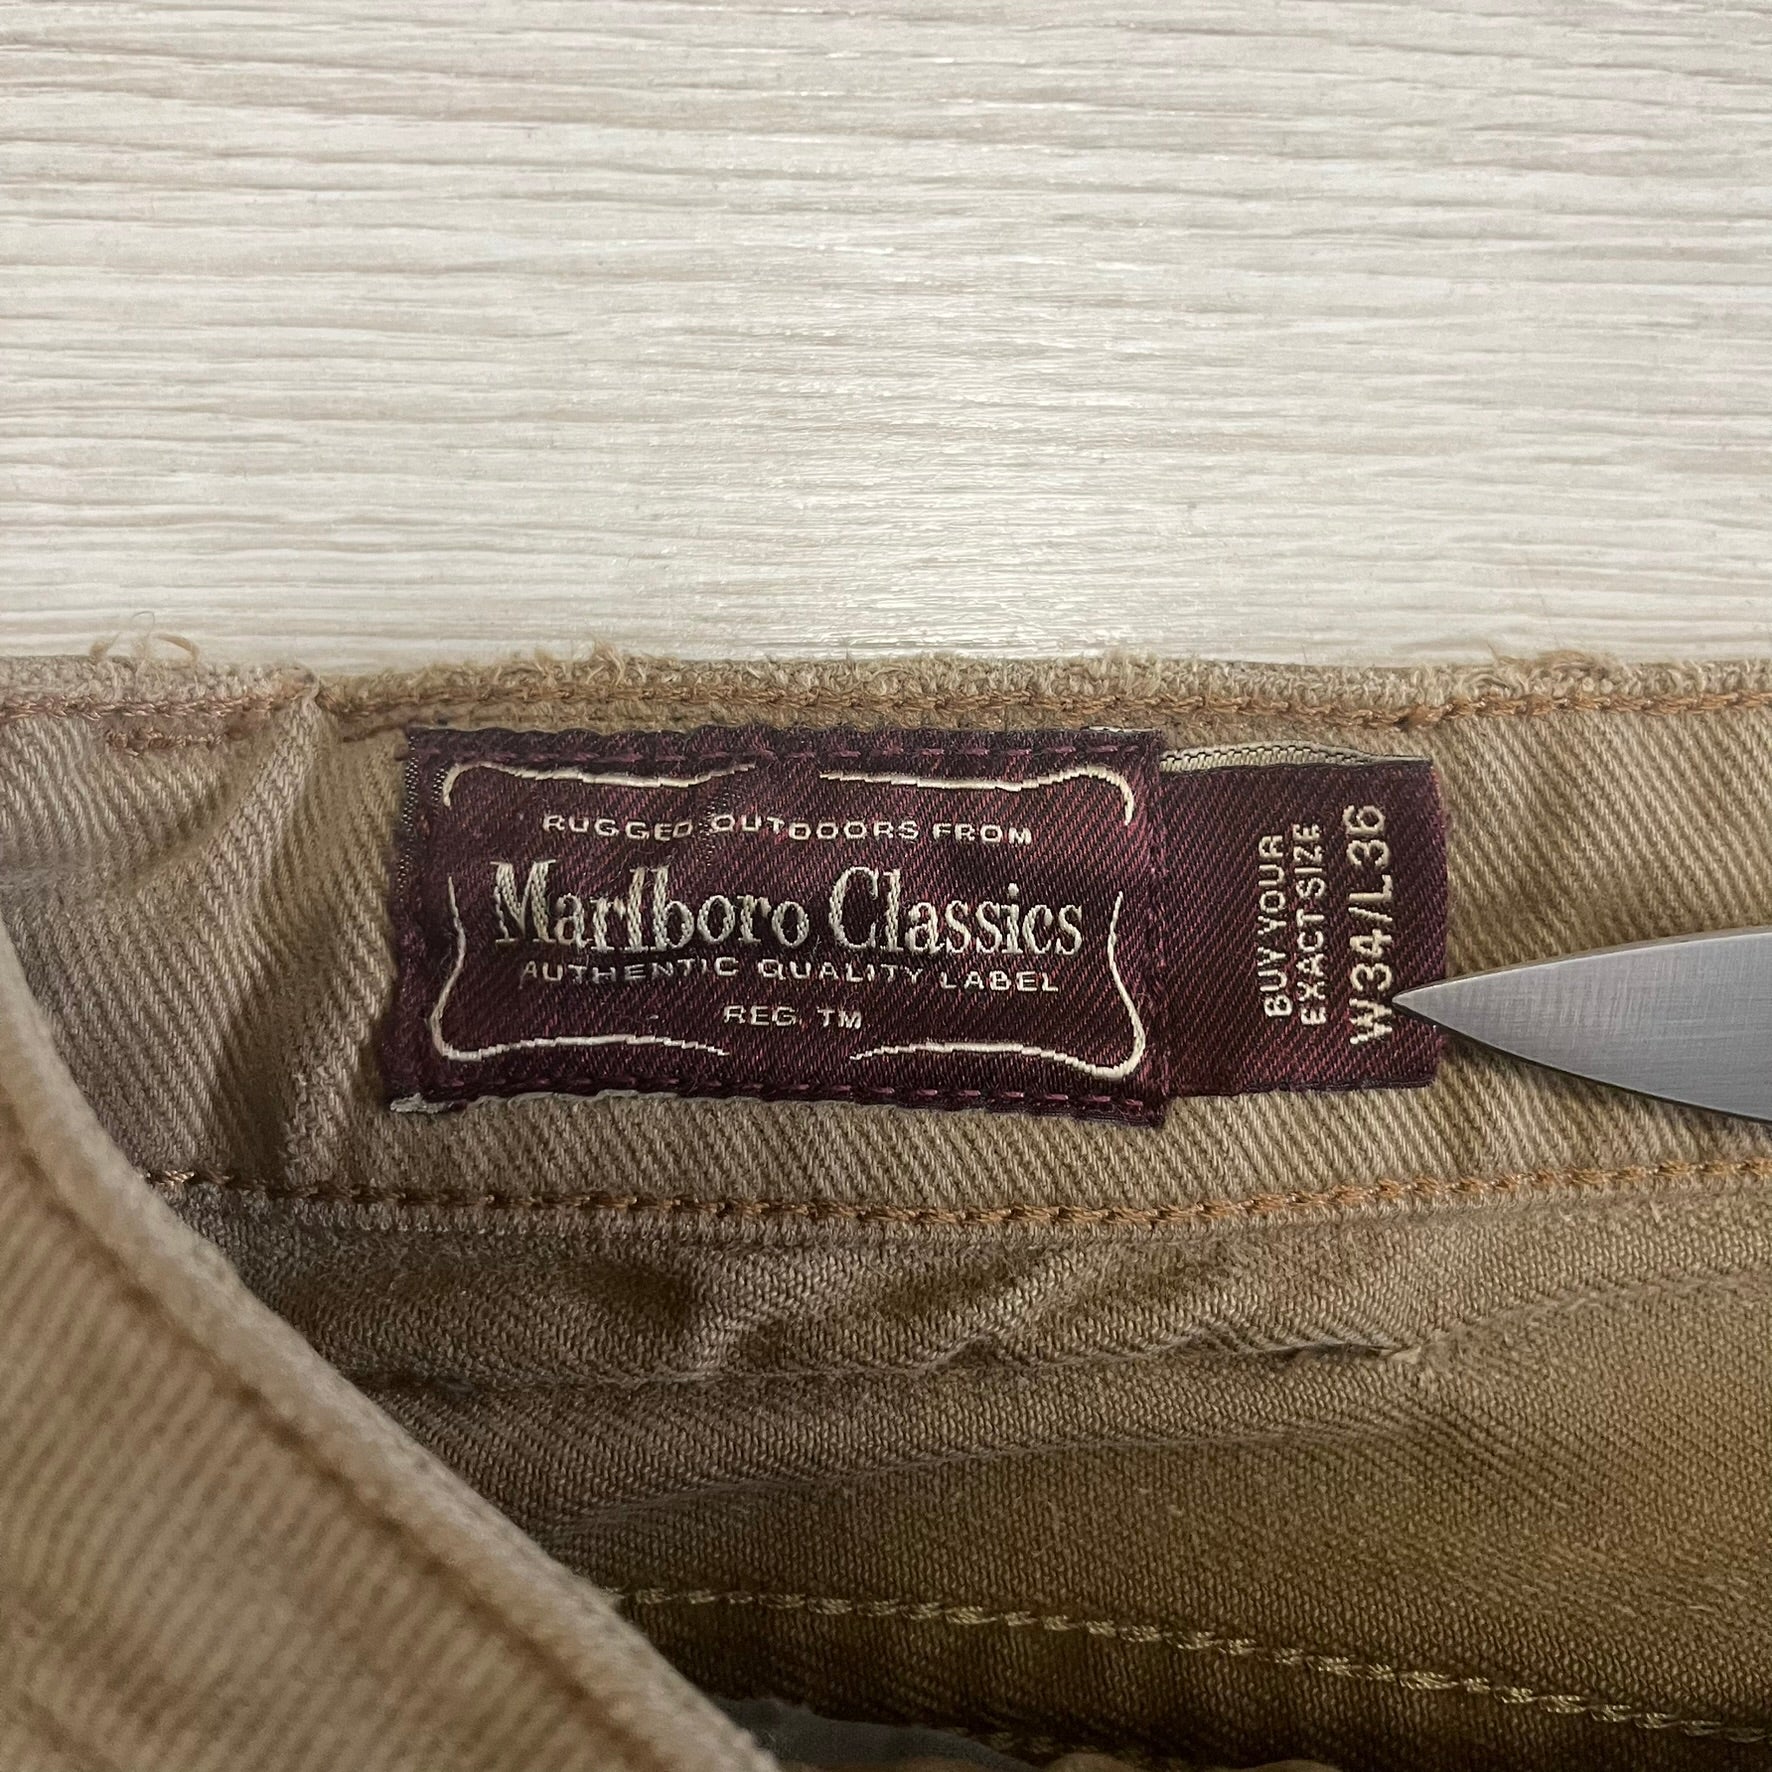 RUGGED OUTDOORS FROM
Marlboro Classics
AUTHENTIC QUALITY LABEL
REG. TM
BUY YOUR
EXACT SIZE
W34/L36